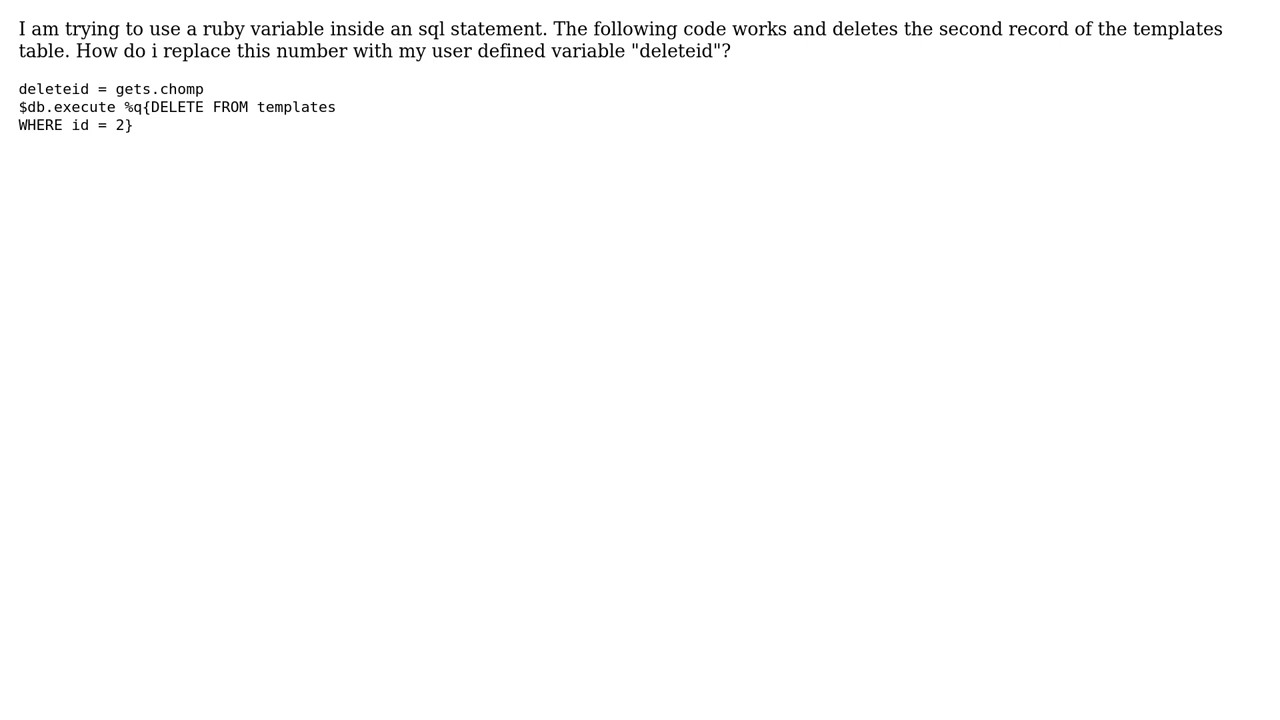 I am trying to use a ruby variable inside an sql statement. The following code works and deletes the second record of the templates
table. How do i replace this number with my user defined variable "deleteid"?
deleteid = gets.chomp
$db.execute %q{DELETE FROM templates
WHERE id = 2}